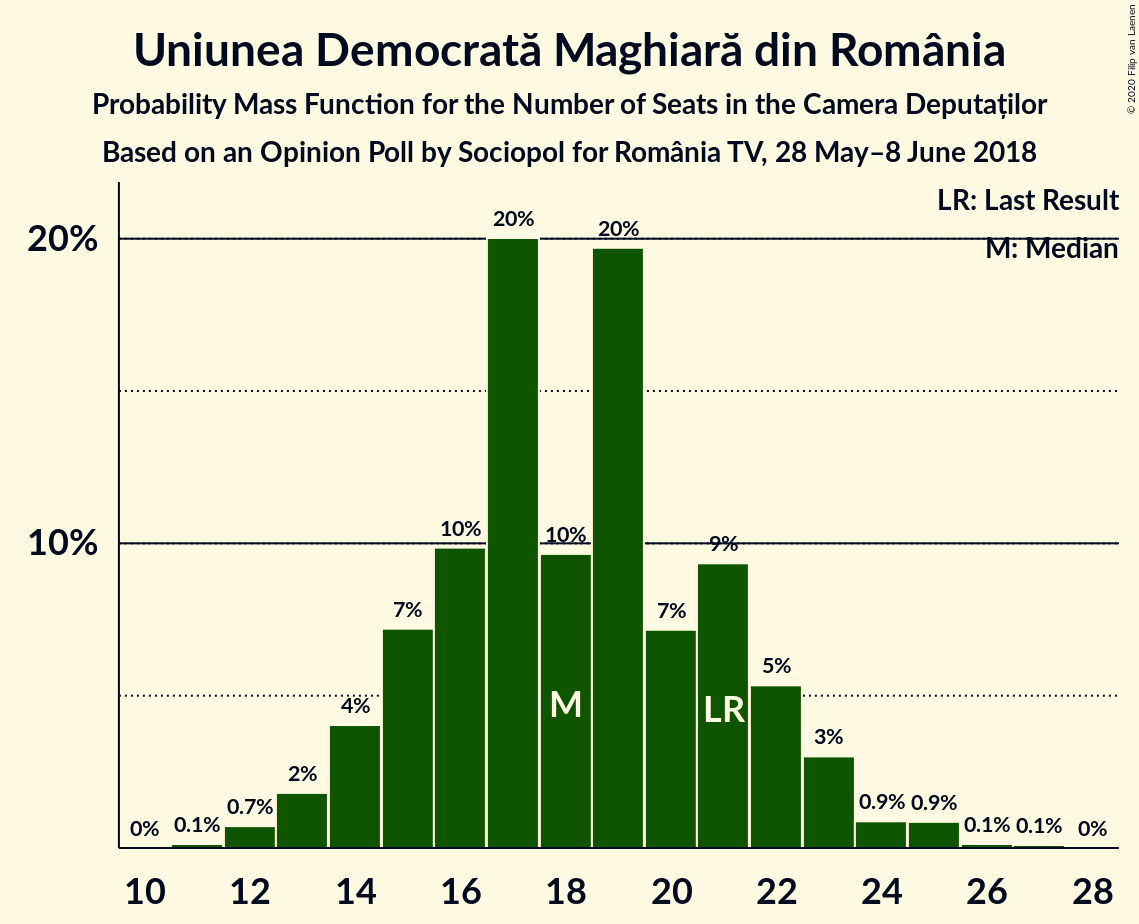 Uniunea Democrată Maghiară din România
Probability Mass Function for the Number of Seats in the Camera Deputaților
Based on an Opinion Poll by Sociopol for România TV, 28 May–8 June 2018
© 2020 Filip van Laenen
LR: Last Result
M: Median
20%
10%
0%
0.1%
0.7%
2%
4%
7%
10%
20%
10%
20%
7%
9%
5%
3%
0.9%
0.9%
0.1%
0.1%
0%
M
LR
10 12 14 16 18 20 22 24 26 28